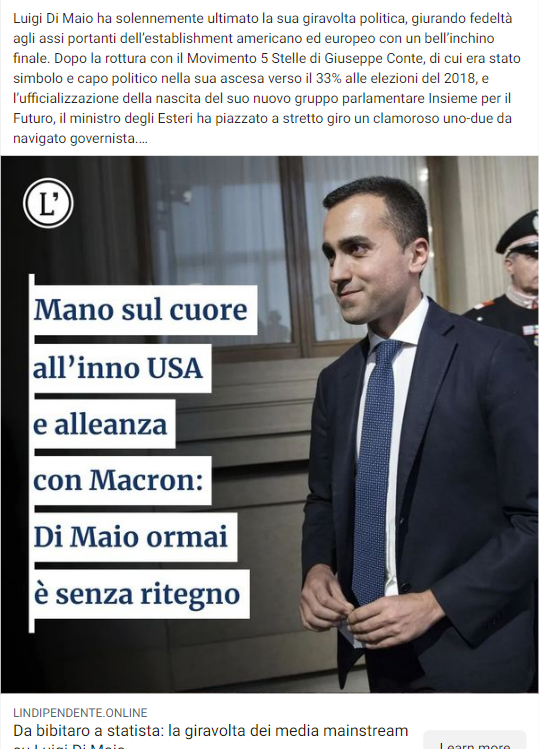 Luigi Di Maio ha solennemente ultimato la sua giravolta politica, giurando fedeltà
agli assi portanti dell'establishment americano ed europeo con un bell'inchino
finale. Dopo la rottura con il Movimento 5 Stelle di Giuseppe Conte, di cui era stato
simbolo e capo politico nella sua ascesa verso il 33% alle elezioni del 2018, e
l'ufficializzazione della nascita del suo nuovo gruppo parlamentare Insieme per il
Futuro, il ministro degli Esteri ha piazzato a stretto giro un clamoroso uno-due da
navigato governista....
L'
Mano sul cuore
all'inno USA
e alleanza
con Macron:
Di Maio ormai
è senza ritegno
LINDIPENDENTE.ONLINE
Da bibitaro a statista: la giravolta dei media mainstream
su Luigi Di Maio
Learn more